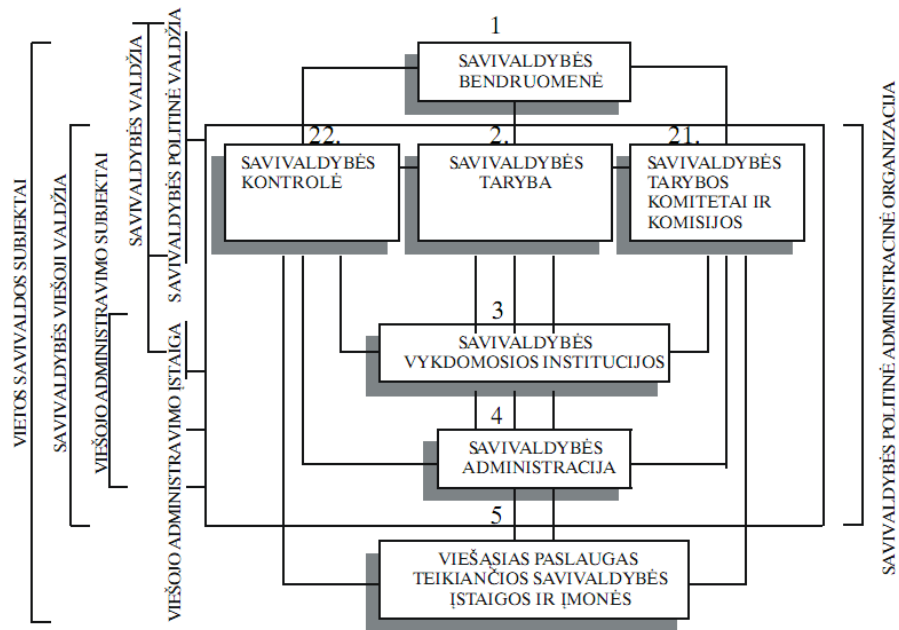 1
SAVIVALDYBĖS
BENDRUOMENĖ
22.
SAVIVALDYBĖS
KONTROLĖ
2.
SAVIVALDYBĖS
TARYBA
21.
SAVIVALDYBĖS
TARYBOS
KOMITETAI IR
KOMISIJOS
3
SAVIVALDYBĖS
VYKDOMOSIOS INSTITUCIJOS
4
SAVIVALDYBĖS
ADMINISTRACIJA
5
VIEŠĄSIAS PASLAUGAS
TEIKIANČIOS SAVIVALDYBĖS
ĮSTAIGOS IR ĮMONĖS
VIETOS SAVIVALDOS SUBJEKTAI
SAVIVALDYBĖS VIEŠOJI VALDŽIA
VIEŠOJO ADMINISTRAVIMO SUBJEKTAI
SAVIVALDYBĖS VALDŽIA
SAVIVALDYBĖS POLITINĖ VALDŽIA
VIEŠOJO ADMINISTRAVIMO ĮSTAIGA
SAVIVALDYBĖS POLITINĖ ADMINISTRACINĖ ORGANIZACIJA